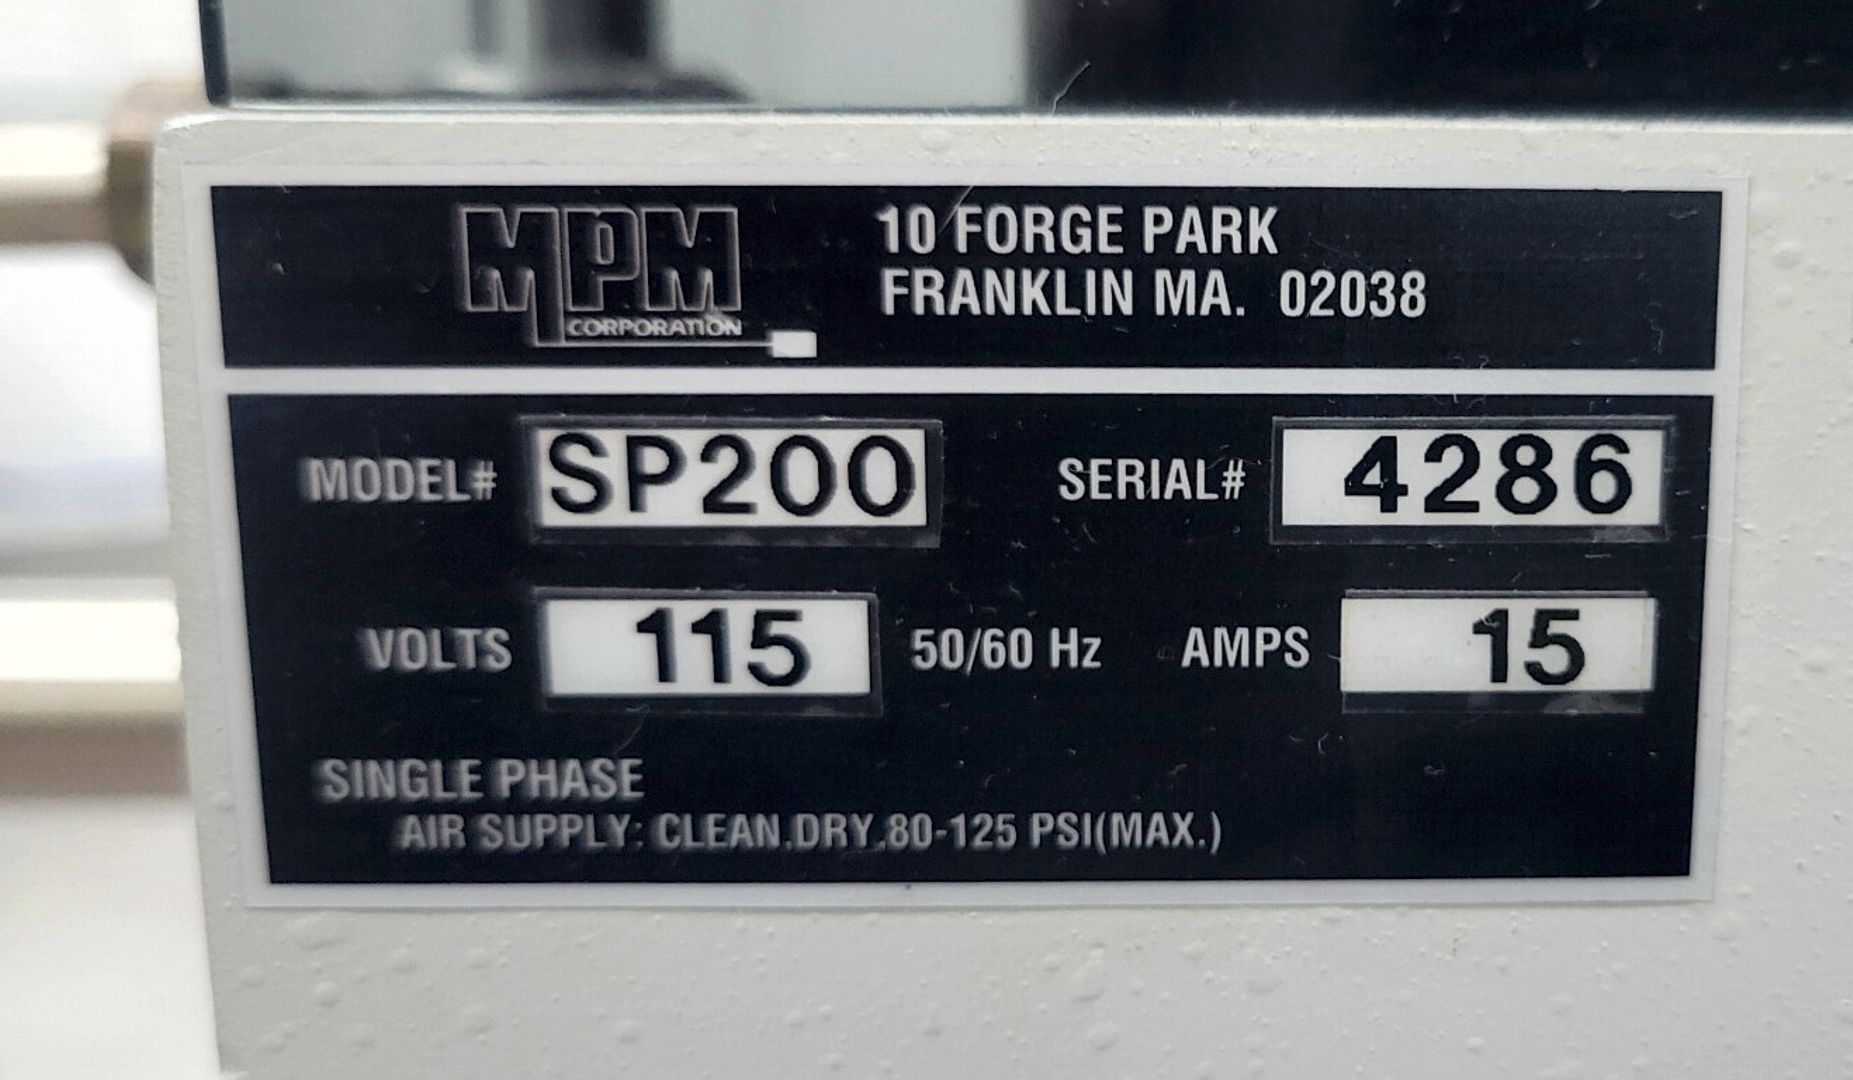 MPM
CORPORATION
10 FORGE PARK
FRANKLIN MA. 02038
MODEL# SP200 SERIAL# 4286
VOLTS 115 50/60 Hz AMPS 15
SINGLE PHASE
AIR SUPPLY: CLEAN.DRY.80-125 PSI(MAX.)